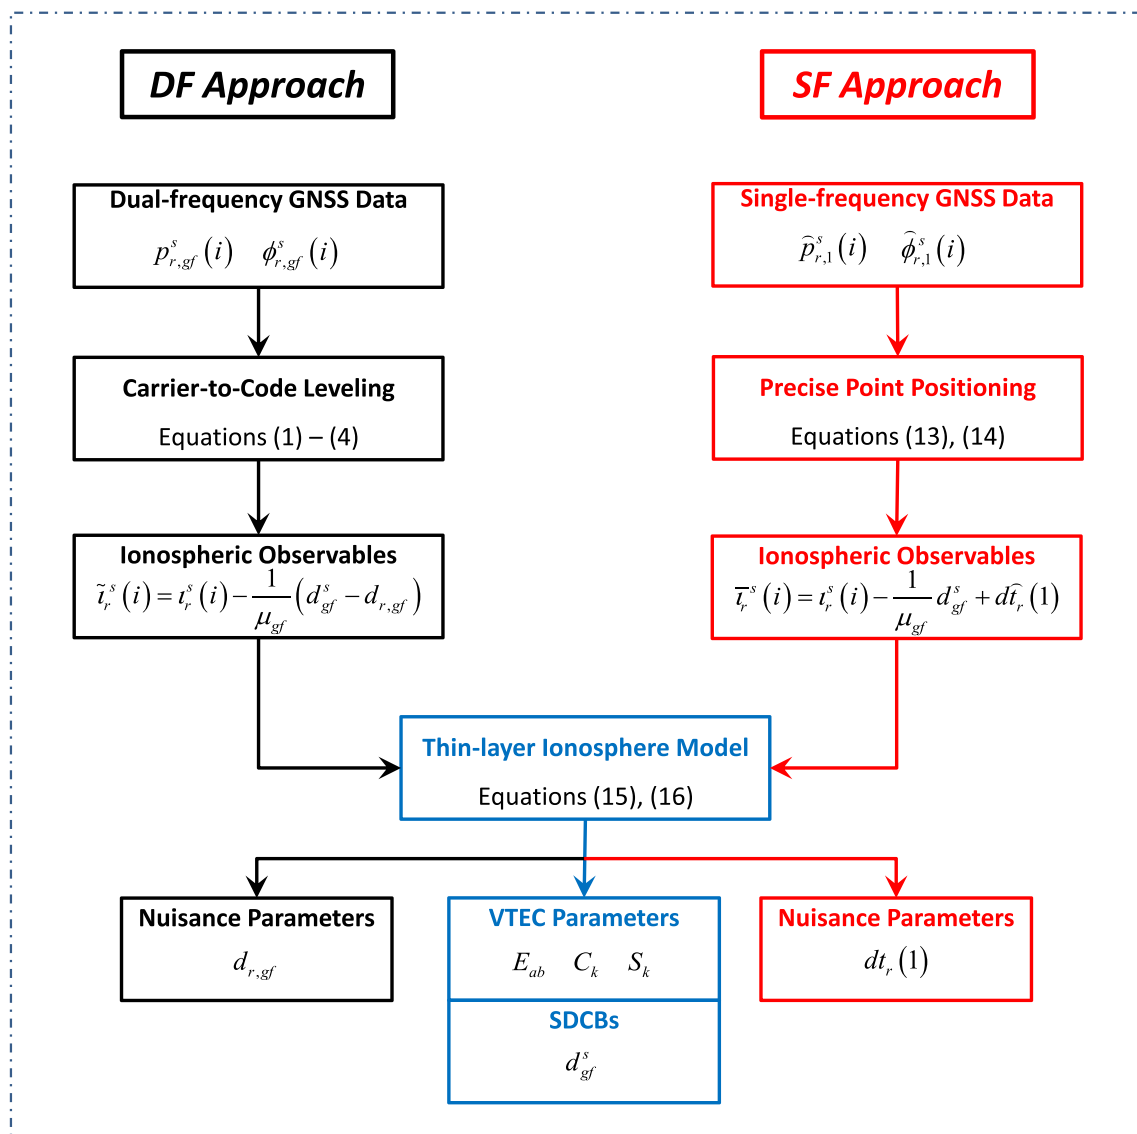 DF Approach
SF Approach
Dual-frequency GNSS Data
p^s_{r,gf}(i) ϕ^s_{r,gf}(i)
Single-frequency GNSS Data
p̂^s_{r,1}(i) ϕ̂^s_{r,1}(i)
Carrier-to-Code Leveling
Equations (1) – (4)
Precise Point Positioning
Equations (13), (14)
Ionospheric Observables
ι̃_r^s(i) = ι_r^s(i) − 1/μ_{gf} (d^s_{gf} − d_{r,gf})
Ionospheric Observables
ι̅_r^s(i) = ι_r^s(i) − 1/μ_{gf} d^s_{gf} + dt̂_r(1)
Thin-layer Ionosphere Model
Equations (15), (16)
Nuisance Parameters
d_{r,gf}
VTEC Parameters
E_{ab} C_k S_k
SDCBs
d^s_{gf}
Nuisance Parameters
dt_r(1)